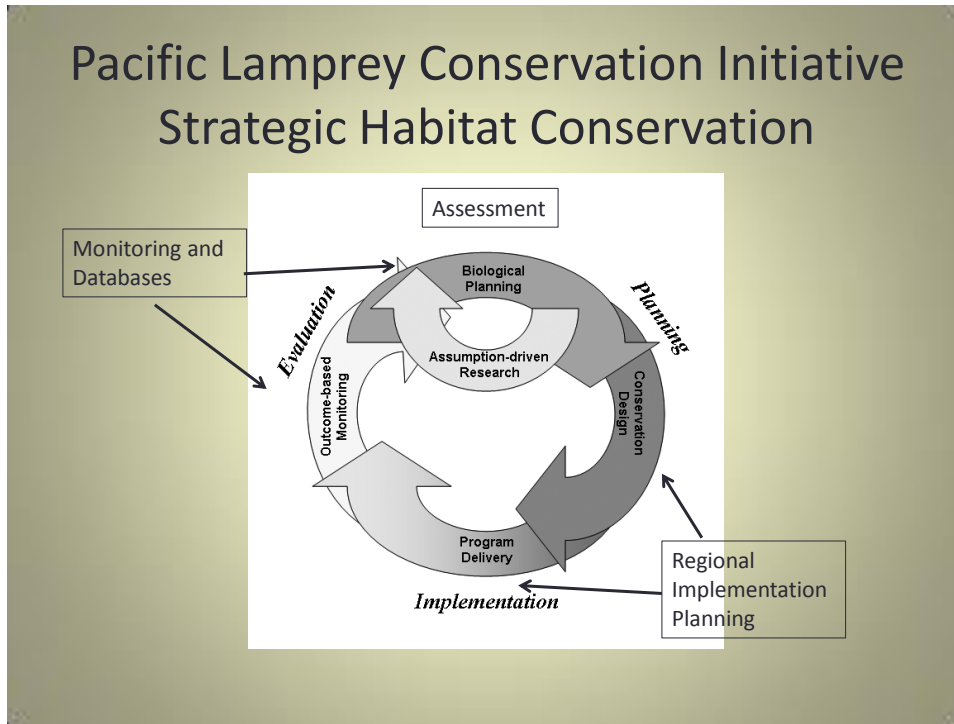 Pacific Lamprey Conservation Initiative
Strategic Habitat Conservation
Assessment
Monitoring and
Databases
Biological
Planning
Planning
Evaluation
Assumption-driven
Research
Outcome-based
Monitoring
Conservation
Design
Program
Delivery
Regional
Implementation
Planning
Implementation